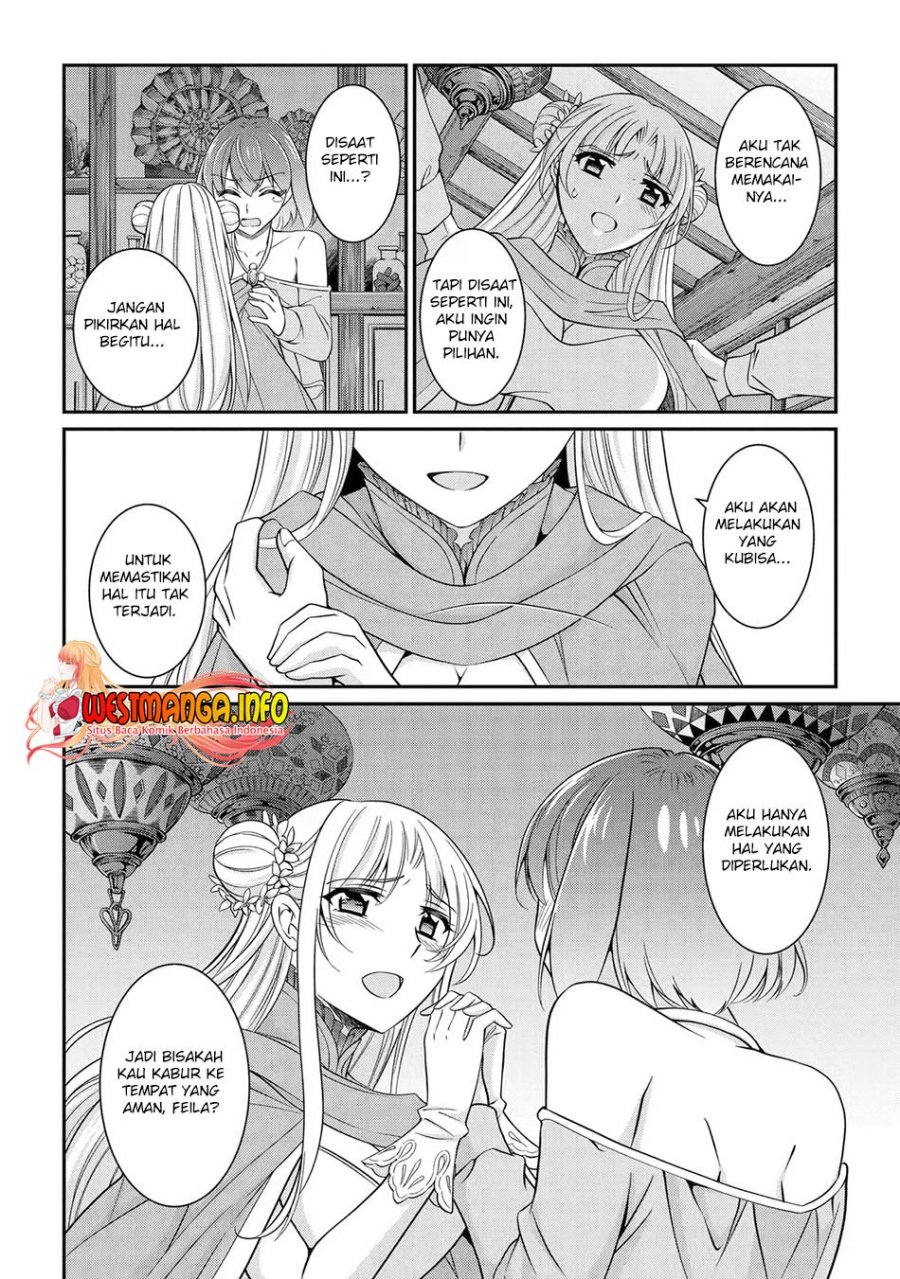 AKU TAK
BERENCANA
MEMAKAI-
NYA...
TAPI DISAAT
SEPERTI INI,
AKU INGIN
PUNYA
PILIHAN.
DISAAT
SEPERTI
INI...?
JANGAN
PIKIRKAN HAL
BEGITU...
AKU AKAN
MELAKUKAN
YANG
KUBISA...
UNTUK
MEMASTIKAN
HAL ITU TAK
TERJADI.
WESTMANGA.INFO
Situs Baca Komik Berbahasa Indonesia
AKU HANYA
MELAKUKAN
HAL YANG
DIPERLUKAN.
JADI BISAKAH
KAU KABUR KE
TEMPAT YANG
AMAN, FEILA?